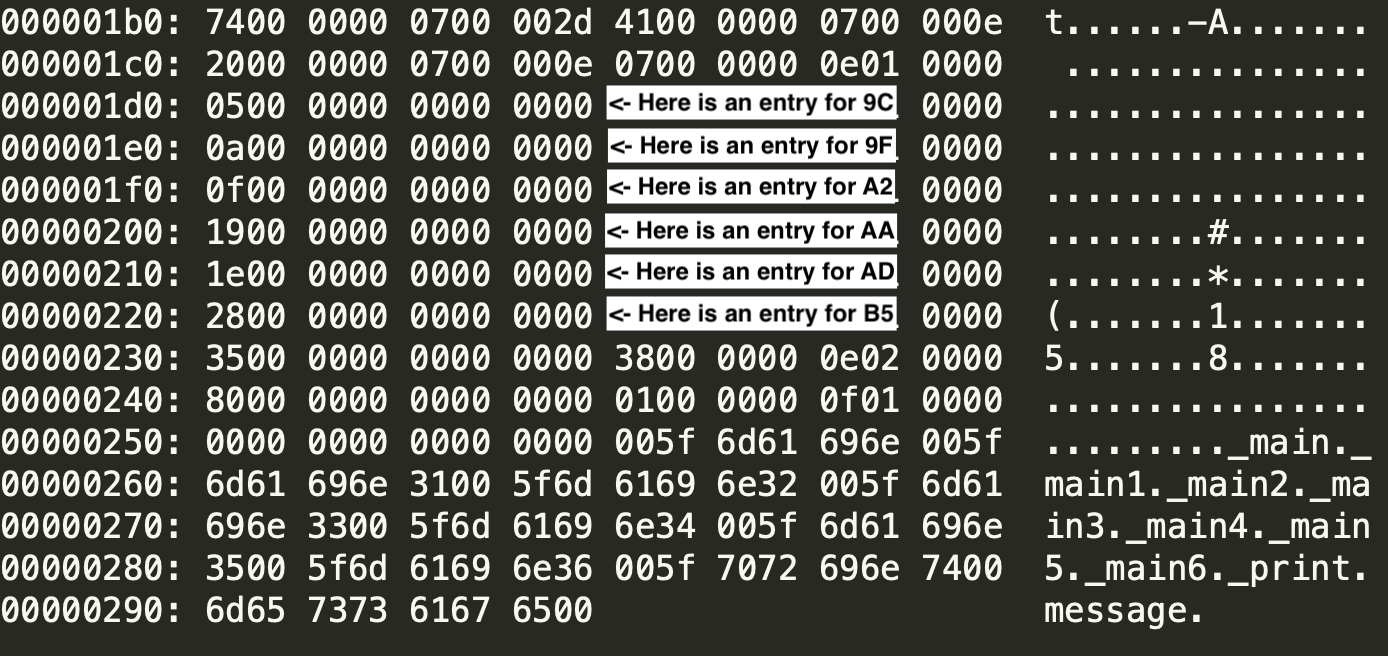 000001b0: 7400 0000 0700 002d 4100 0000 0700 000e t......-A.......
000001c0: 2000 0000 0700 000e 0700 0000 0e01 0000 ...............
000001d0: 0500 0000 0000 0000 <- Here is an entry for 9C 0000 ................
000001e0: 0a00 0000 0000 0000 <- Here is an entry for 9F 0000 ................
000001f0: 0f00 0000 0000 0000 <- Here is an entry for A2 0000 ................
00000200: 1900 0000 0000 0000 <- Here is an entry for AA 0000 ........#.......
00000210: 1e00 0000 0000 0000 <- Here is an entry for AD 0000 ........*.......
00000220: 2800 0000 0000 0000 <- Here is an entry for B5 0000 (.......1.......
00000230: 3500 0000 0000 0000 3800 0000 0e02 0000 5.......8.......
00000240: 8000 0000 0000 0000 0100 0000 0f01 0000 ................
00000250: 0000 0000 0000 0000 005f 6d61 696e 005f ........._main._
00000260: 6d61 696e 3100 5f6d 6169 6e32 005f 6d61 main1._main2._ma
00000270: 696e 3300 5f6d 6169 6e34 005f 6d61 696e in3._main4._main
00000280: 3500 5f6d 6169 6e36 005f 7072 696e 7400 5._main6._print.
00000290: 6d65 7373 6167 6500 message.